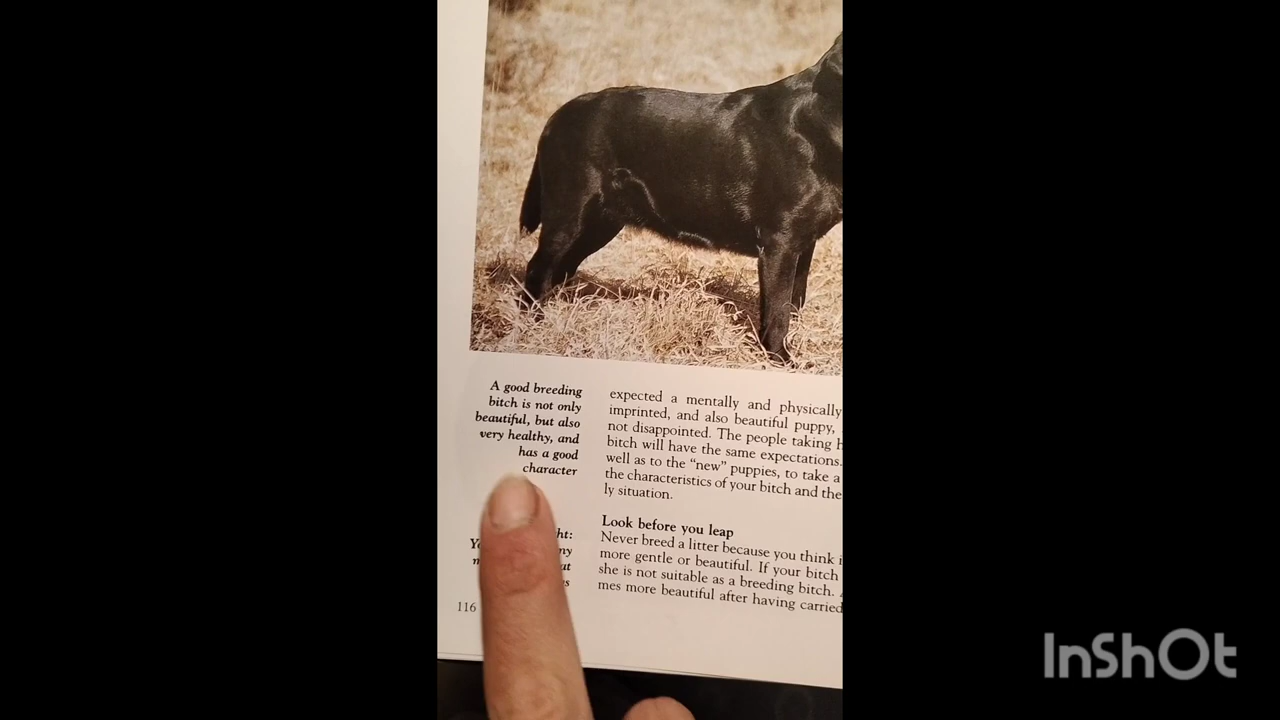 A good breeding
bitch is not only
beautiful, but also
very healthy, and
has a good
character
ht:
ny
at
116
expected a mentally and physically
imprinted, and also beautiful puppy,
not disappointed. The people taking
bitch will have the same expectations.
well as to the “new” puppies, to take a
the characteristics of your bitch and the
ly situation.
Look before you leap
Never breed a litter because you think
more gentle or beautiful. If your bitch
she is not suitable as a breeding bitch.
mes more beautiful after having carried
InShOt